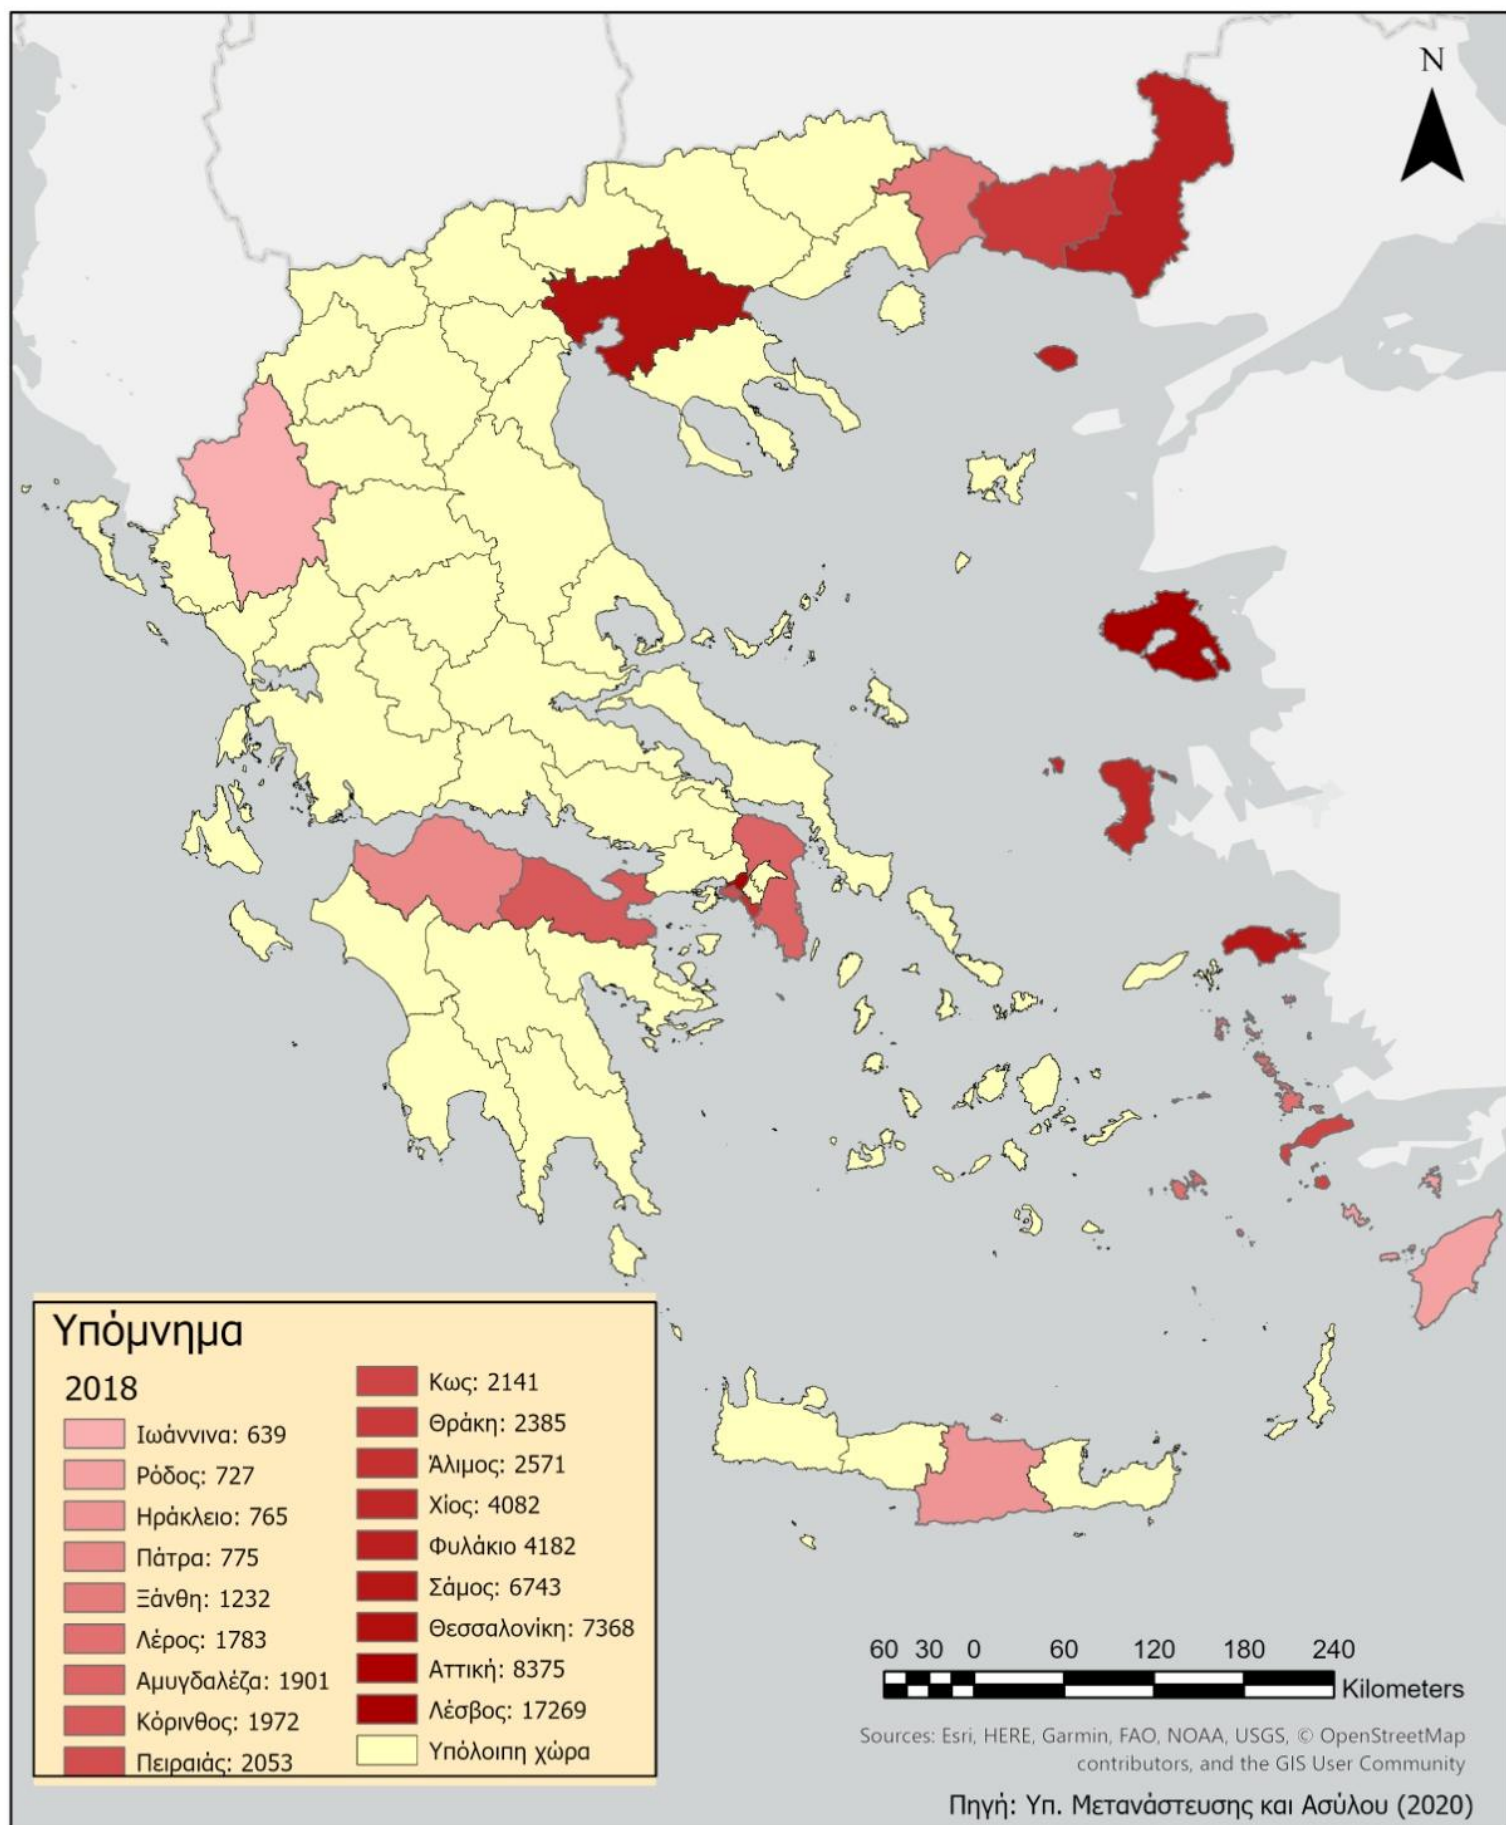 N
Υπόμνημα
2018
Ιωάννινα: 639
Ρόδος: 727
Ηράκλειο: 765
Πάτρα: 775
Ξάνθη: 1232
Λέρος: 1783
Αμυγδαλέζα: 1901
Κόρινθος: 1972
Πειραιάς: 2053
Κως: 2141
Θράκη: 2385
Άλιμος: 2571
Χίος: 4082
Φυλάκιο 4182
Σάμος: 6743
Θεσσαλονίκη: 7368
Αττική: 8375
Λέσβος: 17269
Υπόλοιπη χώρα
60 30 0 60 120 180 240
Kilometers
Sources: Esri, HERE, Garmin, FAO, NOAA, USGS, © OpenStreetMap
contributors, and the GIS User Community
Πηγή: Υπ. Μετανάστευσης και Ασύλου (2020)